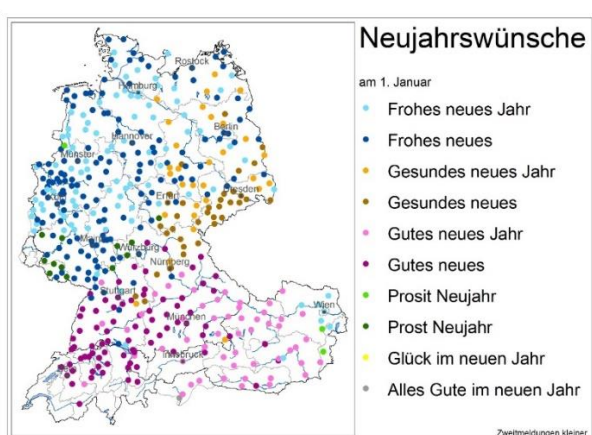 Neujahrswünsche
am 1. Januar
Frohes neues Jahr
Frohes neues
Gesundes neues Jahr
Gesundes neues
Gutes neues Jahr
Gutes neues
Prosit Neujahr
Prost Neujahr
Glück im neuen Jahr
Alles Gute im neuen Jahr
Zweitmeldungen kleiner
Rostock
Hamburg
Berlin
Hannover
Münster
Dresden
Erfurt
Würzburg
Nürnberg
Stuttgart
Wien
München
Innsbruck